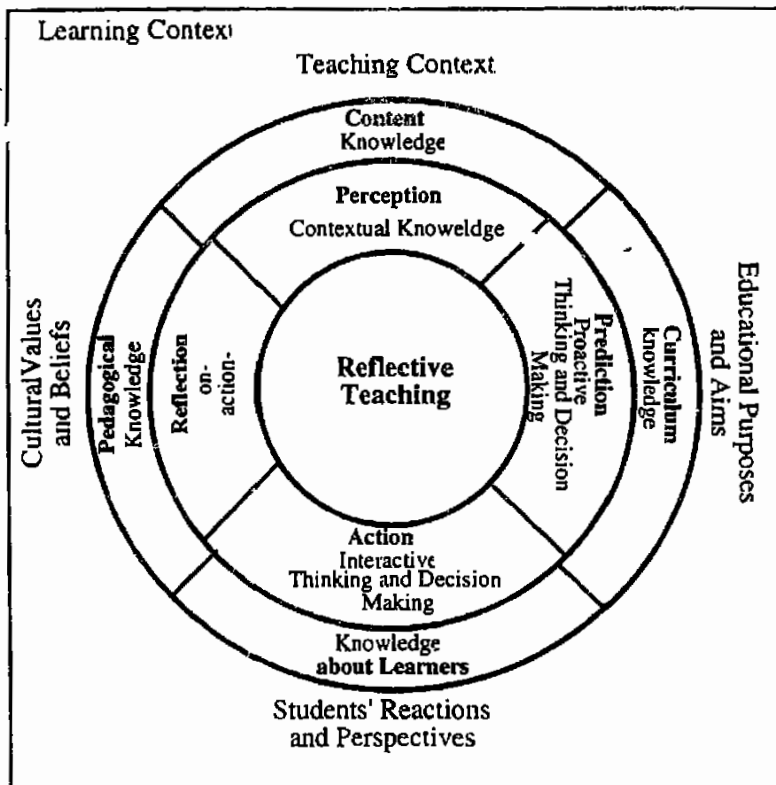 Learning Context
Teaching Context
Content
Knowledge
Perception
Contextual Knoweldge
Cultural Values
and Beliefs
Pedagogical
Knowledge
Reflection
on-
action-
Reflective
Teaching
Prediction
Proactive
Thinking and Decision
Making
Curriculum
knowledge
Educational Purposes
and Aims
Action
Interactive
Thinking and Decision
Making
Knowledge
about Learners
Students' Reactions
and Perspectives